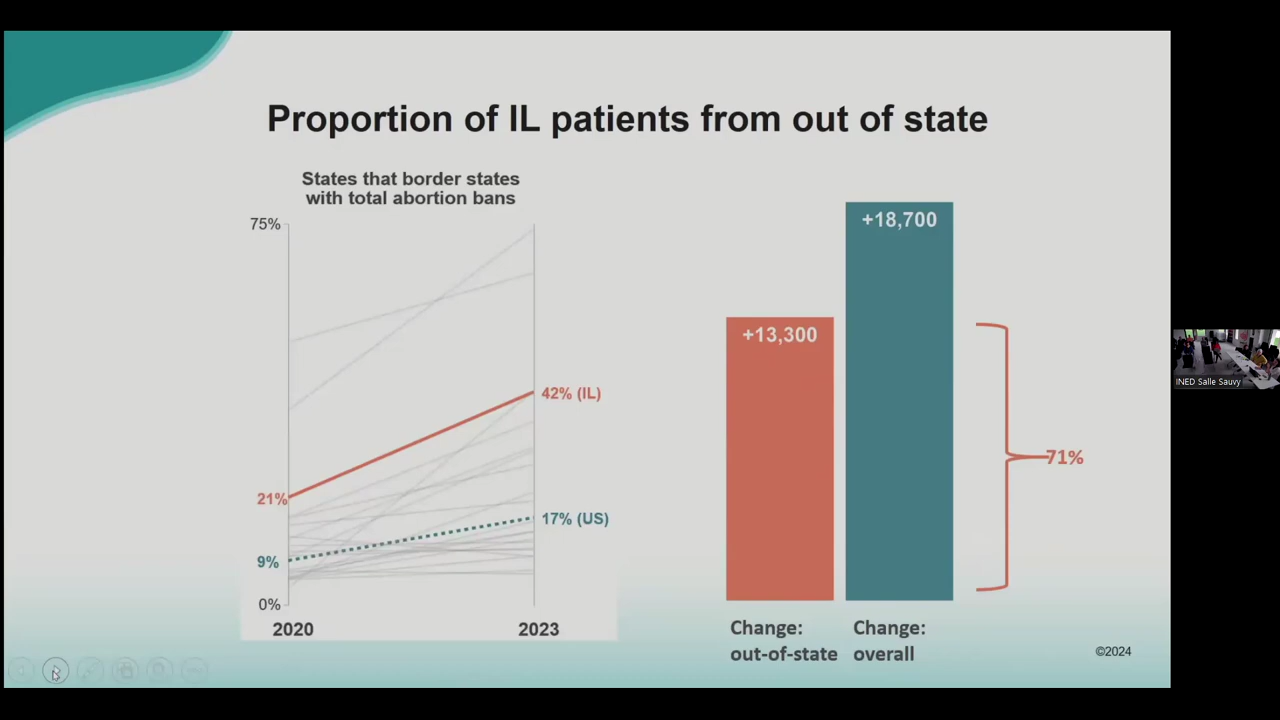 Proportion of IL patients from out of state
States that border states
with total abortion bans
75%
42% (IL)
21%
17% (US)
9%
0%
2020
2023
+13,300
+18,700
71%
Change:
out-of-state
Change:
overall
©2024
INED Salle Sauvy